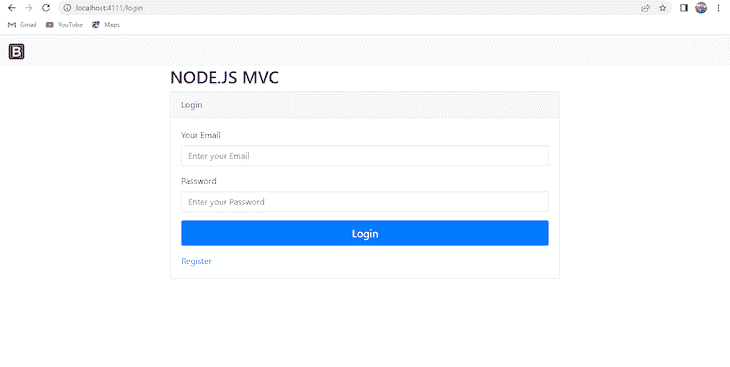 localhost:4111/login
Gmail YouTube Maps
B
NODE.JS MVC
Login
Your Email
Enter your Email
Password
Enter your Password
Login
Register